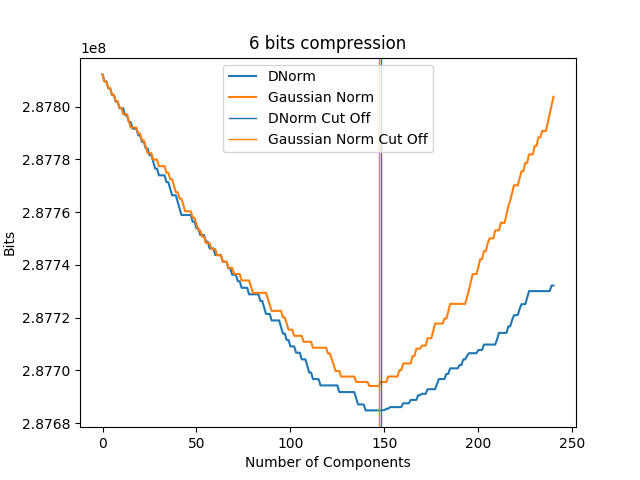 6 bits compression
1e8
DNorm
Gaussian Norm
DNorm Cut Off
Gaussian Norm Cut Off
2.8780
2.8778
2.8776
2.8774
2.8772
2.8770
2.8768
Bits
0 50 100 150 200 250
Number of Components